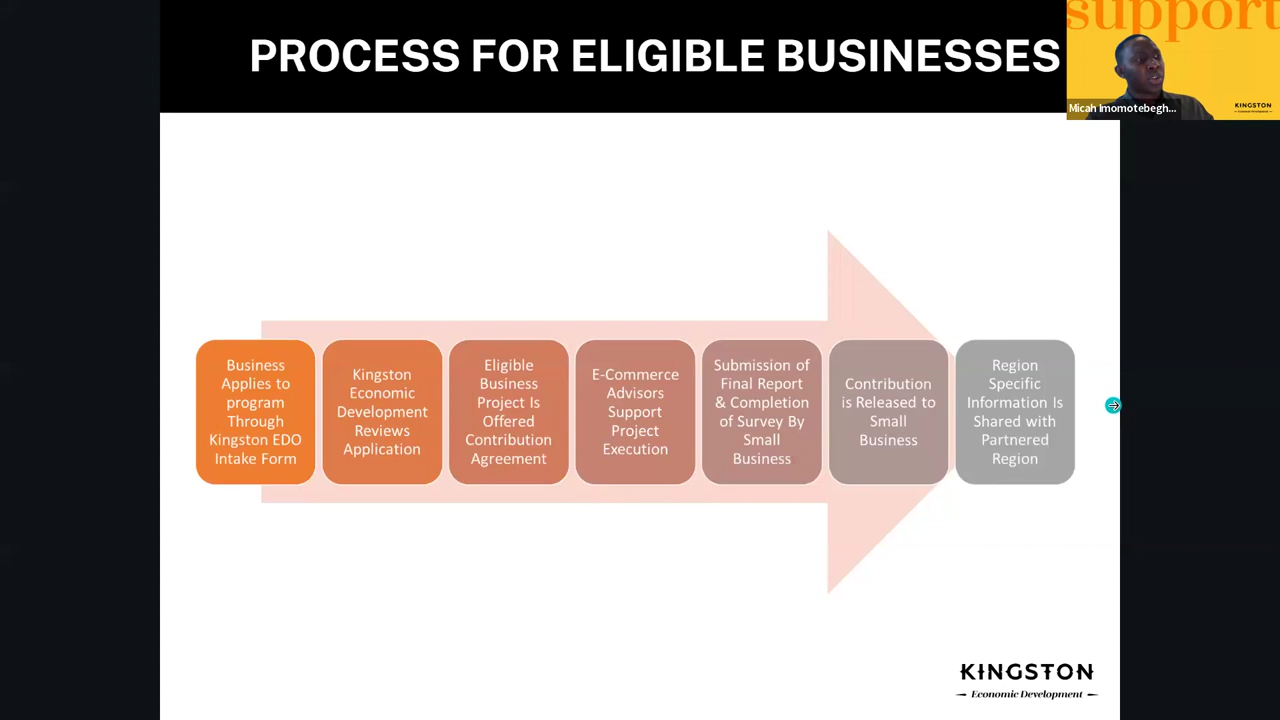 PROCESS FOR ELIGIBLE BUSINESSES
support
Micah Imomotebegh...
KINGSTON
Economic Development
Business
Applies to
program
Through
Kingston EDO
Intake Form
Kingston
Economic
Development
Reviews
Application
Eligible
Business
Project Is
Offered
Contribution
Agreement
E-Commerce
Advisors
Support
Project
Execution
Submission of
Final Report
& Completion
of Survey By
Small
Business
Contribution
is Released to
Small
Business
Region
Specific
Information Is
Shared with
Partnered
Region
KINGSTON
Economic Development